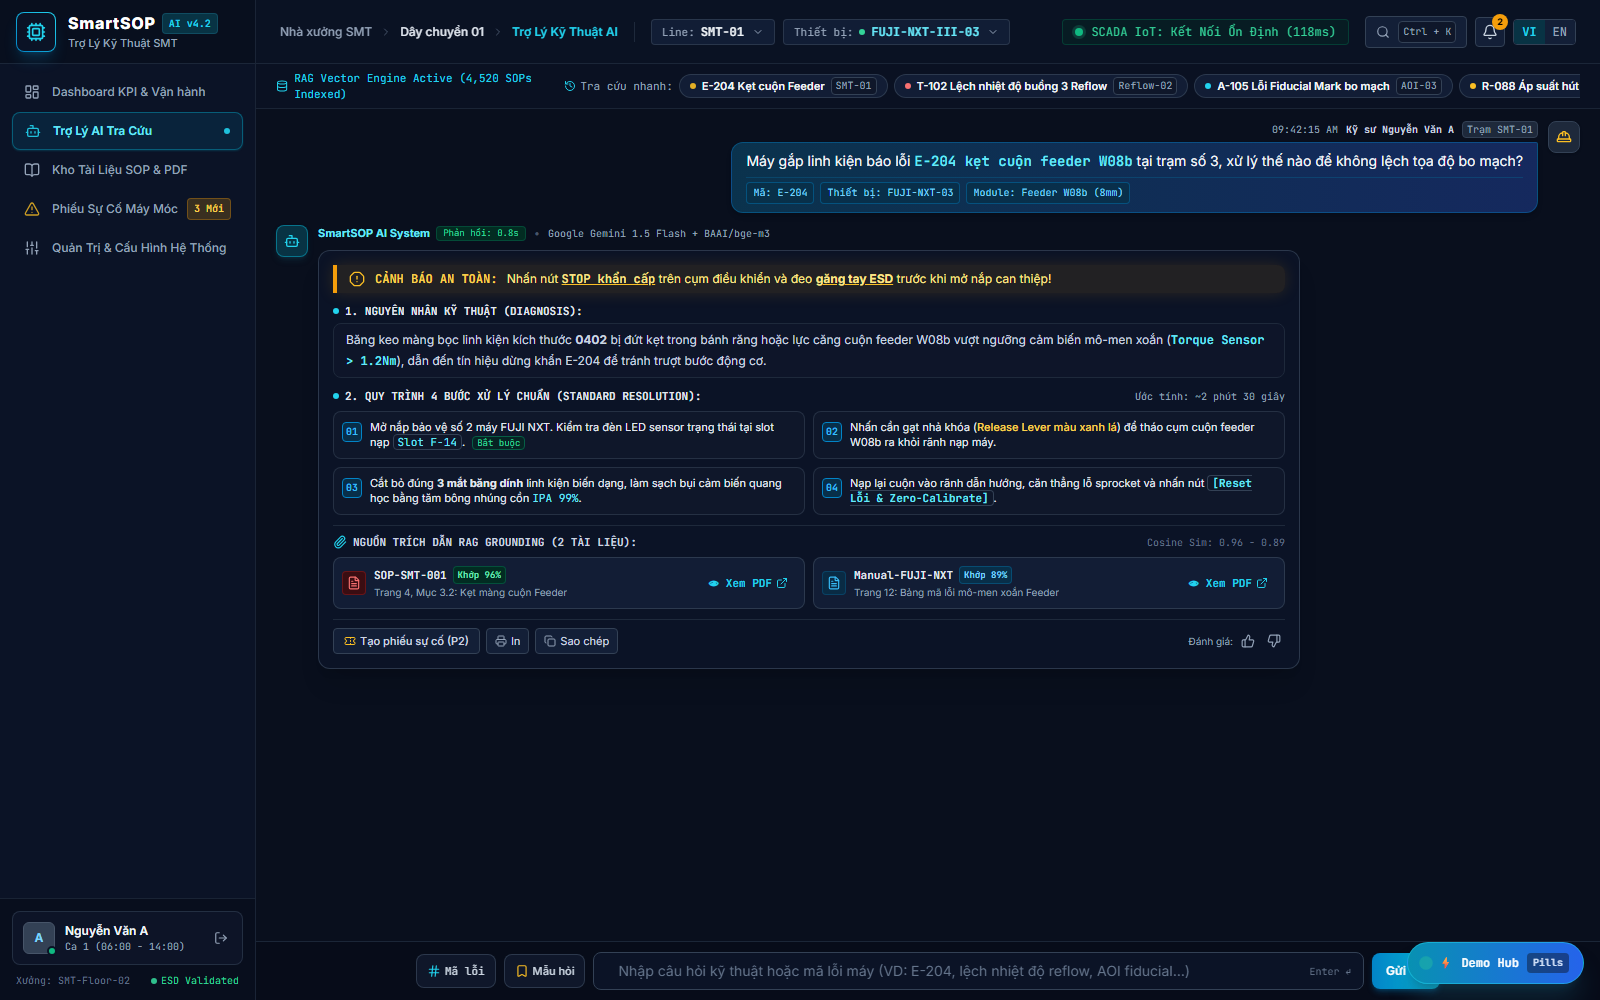 SmartSOP AI v4.2
Trợ Lý Kỹ Thuật SMT
Dashboard KPI & Vận hành
Trợ Lý AI Tra Cứu
Kho Tài Liệu SOP & PDF
Phiếu Sự Cố Máy Móc 3 Mới
Quản Trị & Cấu Hình Hệ Thống
A
Nguyễn Văn A
Ca 1 (06:00 - 14:00)
Xưởng: SMT-Floor-02 ESD Validated
Nhà xưởng SMT > Dây chuyền 01 > Trợ Lý Kỹ Thuật AI
Line: SMT-01
Thiết bị: FUJI-NXT-III-03
SCADA IoT: Kết Nối Ổn Định (118ms)
Ctrl + K
2
VI EN
RAG Vector Engine Active (4,520 SOPs
Indexed)
Tra cứu nhanh:
E-204 Kẹt cuộn Feeder SMT-01
T-102 Lệch nhiệt độ buồng 3 Reflow Reflow-02
A-105 Lỗi Fiducial Mark bo mạch AOI-03
R-088 Áp suất hút
09:42:15 AM Kỹ sư Nguyễn Văn A Trạm SMT-01
Máy gắp linh kiện báo lỗi E-204 kẹt cuộn feeder W08b tại trạm số 3, xử lý thế nào để không lệch tọa độ bo mạch?
Mã: E-204 Thiết bị: FUJI-NXT-03 Module: Feeder W08b (8mm)
SmartSOP AI System Phản hồi: 0.8s • Google Gemini 1.5 Flash + BAAI/bge-m3
CẢNH BÁO AN TOÀN: Nhấn nút STOP khẩn cấp trên cụm điều khiển và đeo găng tay ESD trước khi mở nắp can thiệp!
1. NGUYÊN NHÂN KỸ THUẬT (DIAGNOSIS):
Băng keo màng bọc linh kiện kích thước 0402 bị đứt kẹt trong bánh răng hoặc lực căng cuộn feeder W08b vượt ngưỡng cảm biến mô-men xoắn (Torque Sensor
> 1.2Nm), dẫn đến tín hiệu dừng khẩn E-204 để tránh trượt bước động cơ.
2. QUY TRÌNH 4 BƯỚC XỬ LÝ CHUẨN (STANDARD RESOLUTION): Ước tính: ~2 phút 30 giây
01 Mở nắp bảo vệ số 2 máy FUJI NXT. Kiểm tra đèn LED sensor trạng thái tại slot
nạp Slot F-14. Bắt buộc
02 Nhấn cần gạt nhả khóa (Release Lever màu xanh lá) để tháo cụm cuộn feeder
W08b ra khỏi rãnh nạp máy.
03 Cắt bỏ đúng 3 mắt băng dính linh kiện biến dạng, làm sạch bụi cảm biến quang
học bằng tăm bông nhúng cồn IPA 99%.
04 Nạp lại cuộn vào rãnh dẫn hướng, căn thẳng lỗ sprocket và nhấn nút [Reset
Lỗi & Zero-Calibrate].
NGUỒN TRÍCH DẪN RAG GROUNDING (2 TÀI LIỆU): Cosine Sim: 0.96 - 0.89
SOP-SMT-001 Khớp 96%
Trang 4, Mục 3.2: Kẹt màng cuộn Feeder
Xem PDF
Manual-FUJI-NXT Khớp 89%
Trang 12: Bảng mã lỗi mô-men xoắn Feeder
Xem PDF
Tạo phiếu sự cố (P2) In Sao chép Đánh giá:
Mã lỗi Mẫu hỏi Nhập câu hỏi kỹ thuật hoặc mã lỗi máy (VD: E-204, lệch nhiệt độ reflow, AOI fiducial...) Enter ↵ Gửi
Demo Hub Pills